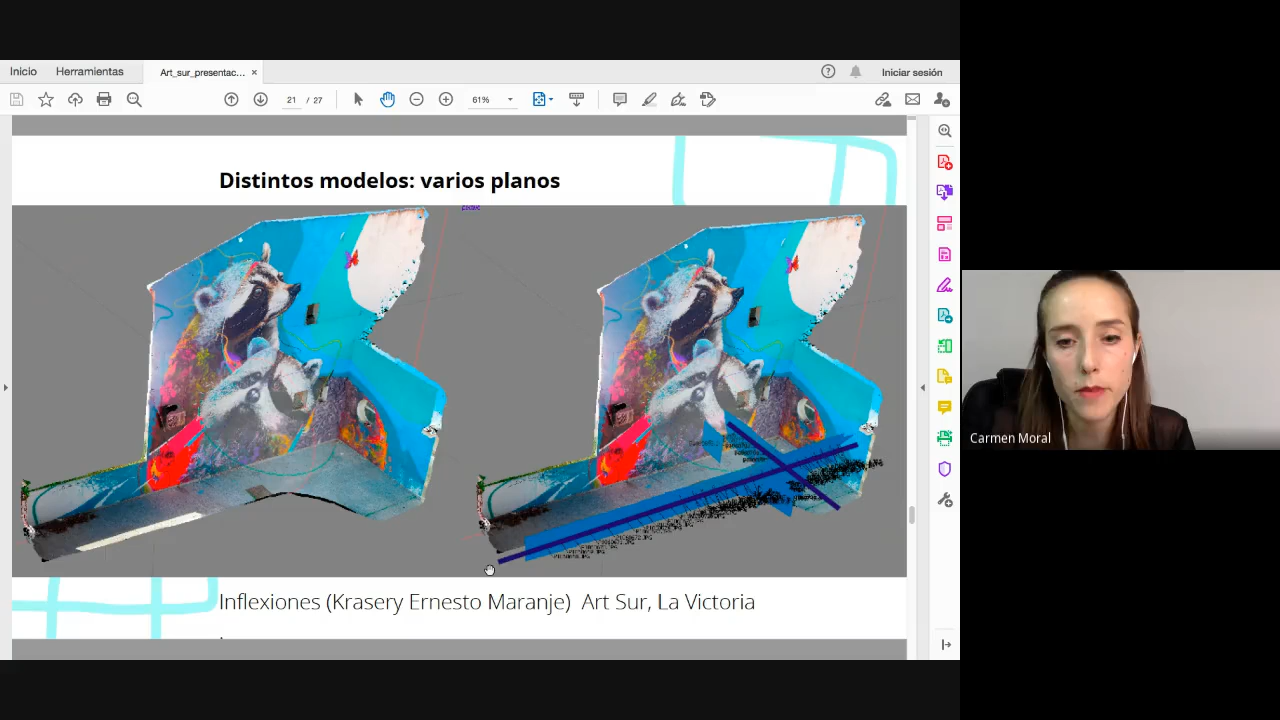 Inicio Herramientas Art_sur_presentac... × Iniciar sesión
21 / 27 61%
Distintos modelos: varios planos
Inflexiones (Krasery Ernesto Maranje) Art Sur, La Victoria
Carmen Moral